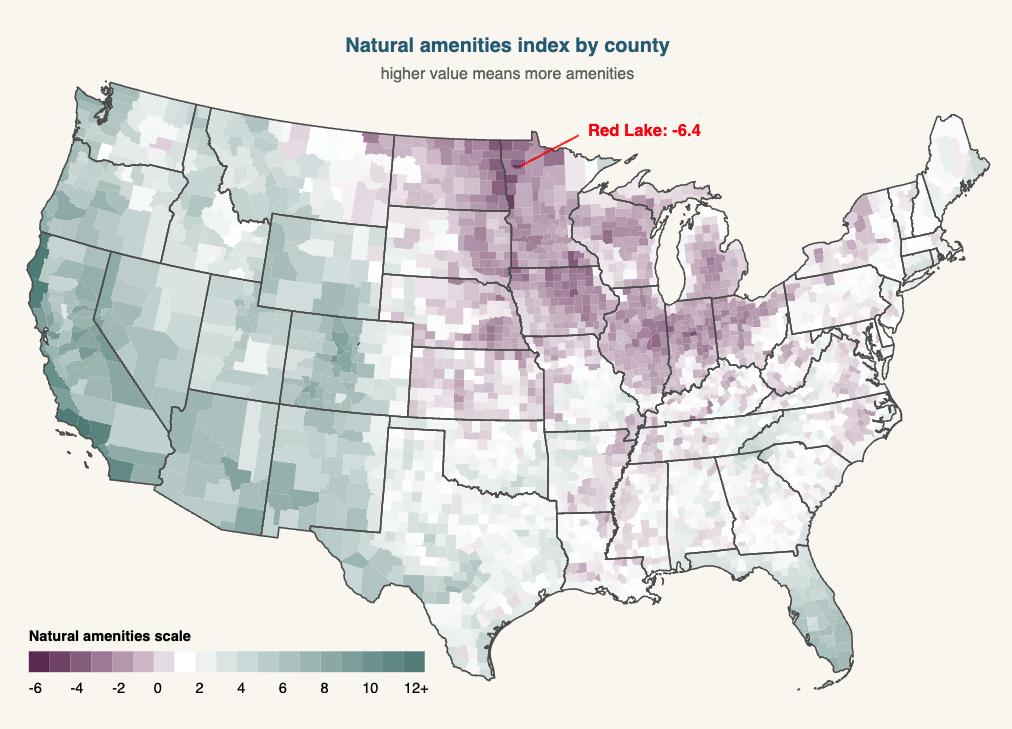 Natural amenities index by county
higher value means more amenities
Red Lake: -6.4
Natural amenities scale
-6 -4 -2 0 2 4 6 8 10 12+